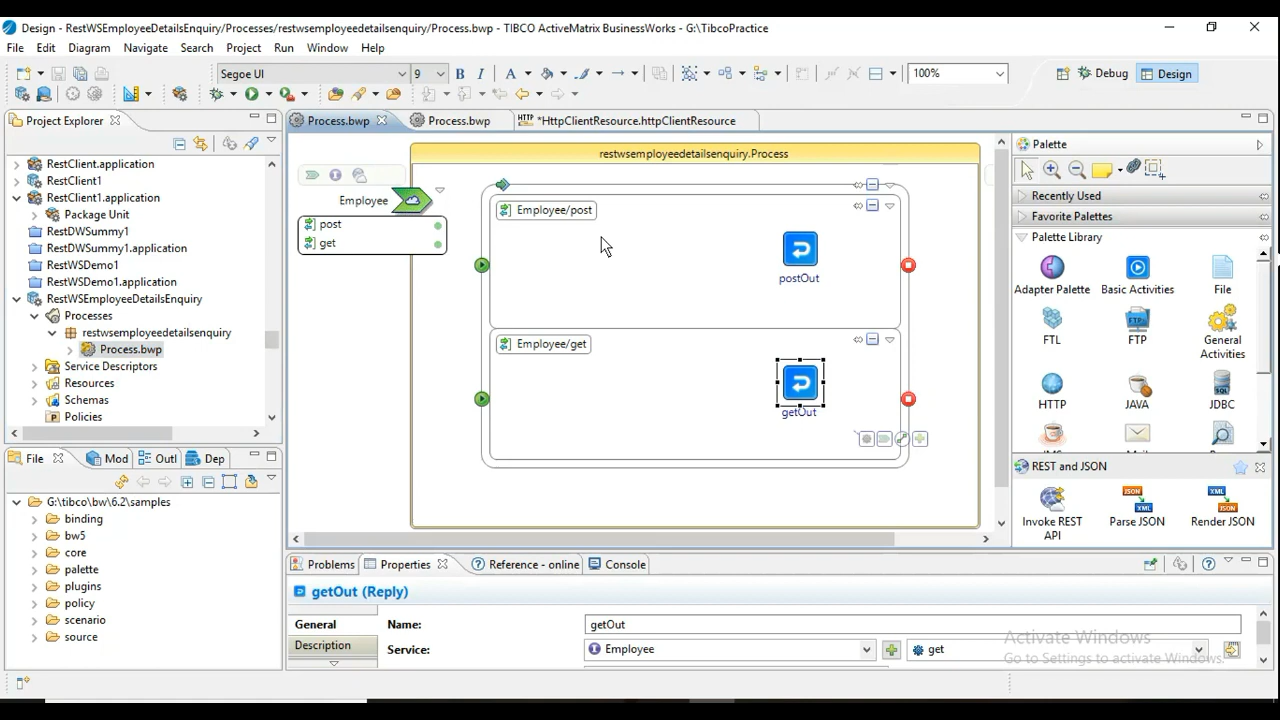 Design - RestWSEmployeeDetailsEnquiry/Processes/restwsemployeedetailsenquiry/Process.bwp - TIBCO ActiveMatrix BusinessWorks - G:\TibcoPractice
File Edit Diagram Navigate Search Project Run Window Help
Segoe UI 9 B I A 100% Debug Design
Project Explorer
RestClient.application
RestClient1
RestClient1.application
Package Unit
RestDWSummy1
RestDWSummy1.application
RestWSDemo1
RestWSDemo1.application
RestWSEmployeeDetailsEnquiry
Processes
restwsemployeedetailsenquiry
Process.bwp
Service Descriptors
Resources
Schemas
Policies
File Mod Outl Dep
G:\tibco\bw\6.2\samples
binding
bw5
core
palette
plugins
policy
scenario
source
Process.bwp Process.bwp HTTP *HttpClientResource.httpClientResource
restwsemployeedetailsenquiry.Process
Employee
post
get
Employee/post
postOut
Employee/get
getOut
Palette
Recently Used
Favorite Palettes
Palette Library
Adapter Palette Basic Activities File
FTL FTP General
Activities
HTTP JAVA JDBC
REST and JSON
JSON XML
XML JSON
Invoke REST Parse JSON Render JSON
API
Problems Properties Reference - online Console
getOut (Reply)
General Name: getOut
Description Service: Employee get
Activate Windows
Go to Settings to activate Windows.